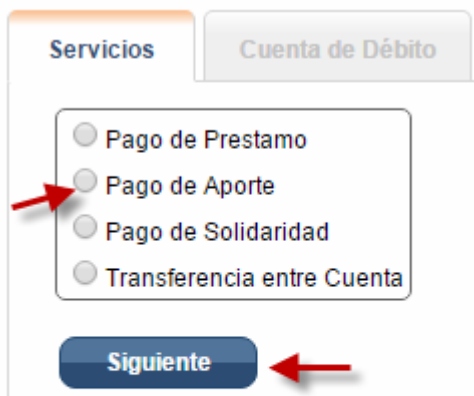 Servicios
Cuenta de Débito
Pago de Prestamo
Pago de Aporte
Pago de Solidaridad
Transferencia entre Cuenta
Siguiente